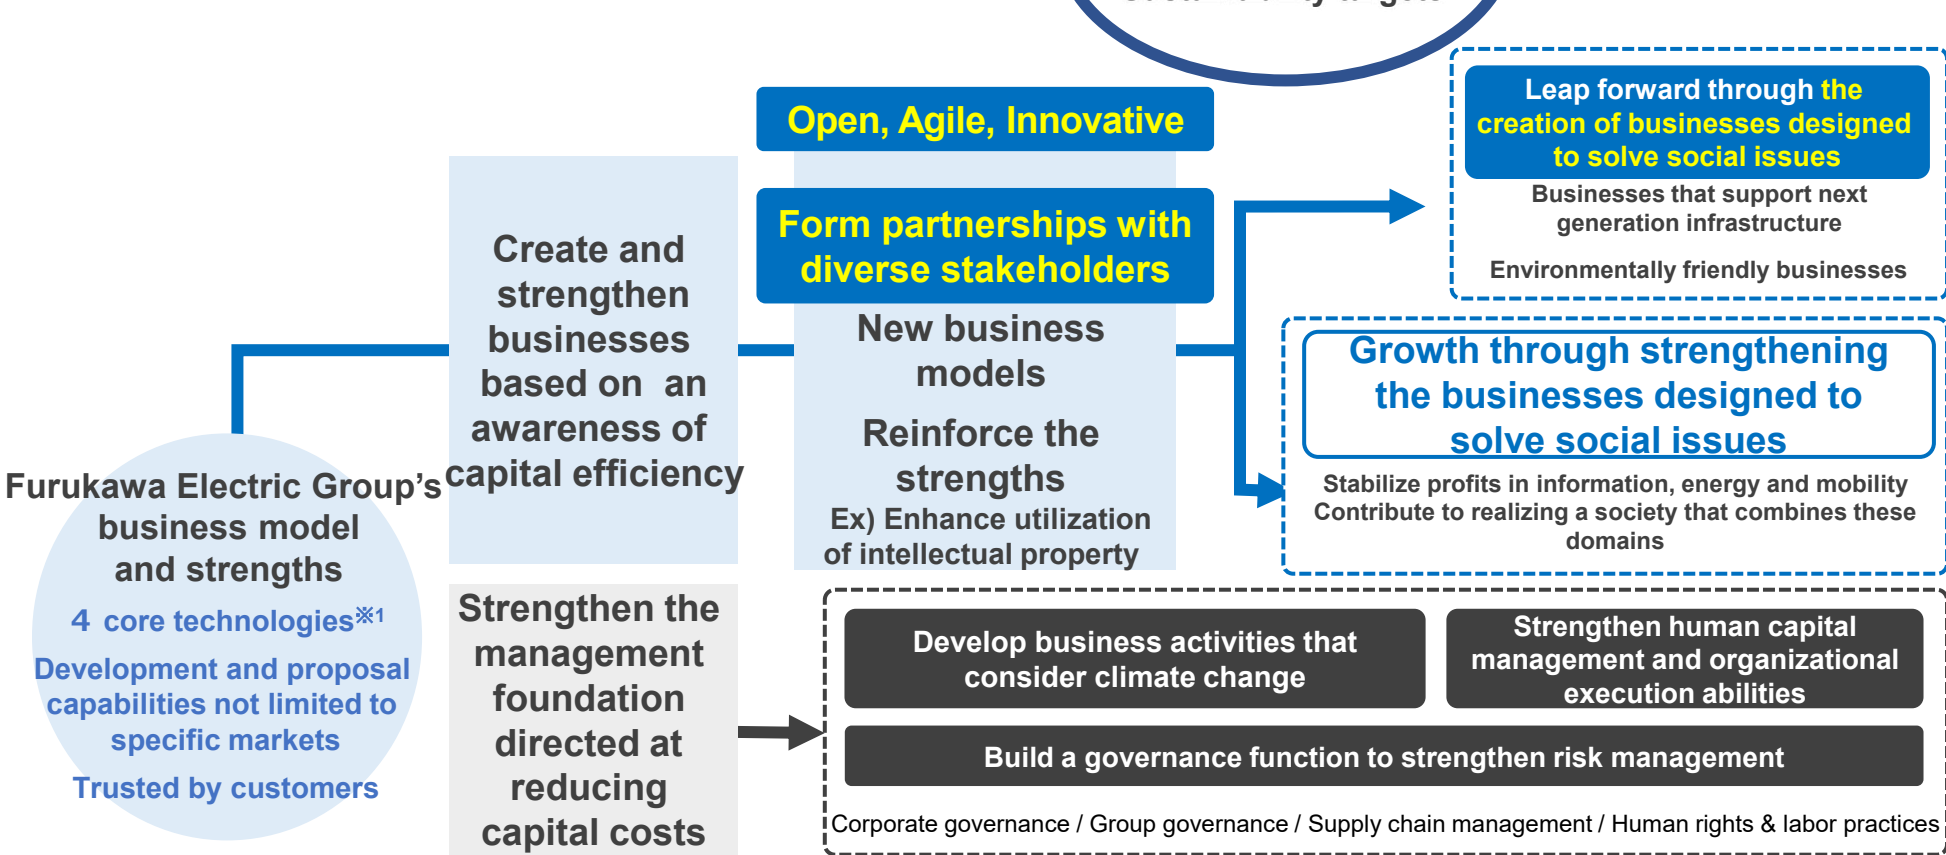 Furukawa Electric Group’s
business model
and strengths
４ core technologies※1
Development and proposal
capabilities not limited to
specific markets
Trusted by customers
Create and
strengthen
businesses
based on an
awareness of
capital efficiency
Open, Agile, Innovative
Form partnerships with
diverse stakeholders
New business
models
Reinforce the
strengths
Ex) Enhance utilization
of intellectual property
Leap forward through the
creation of businesses designed
to solve social issues
Businesses that support next
generation infrastructure
Environmentally friendly businesses
Growth through strengthening
the businesses designed to
solve social issues
Stabilize profits in information, energy and mobility
Contribute to realizing a society that combines these
domains
Strengthen the
management
foundation
directed at
reducing
capital costs
Develop business activities that
consider climate change
Strengthen human capital
management and organizational
execution abilities
Build a governance function to strengthen risk management
Corporate governance / Group governance / Supply chain management / Human rights & labor practices